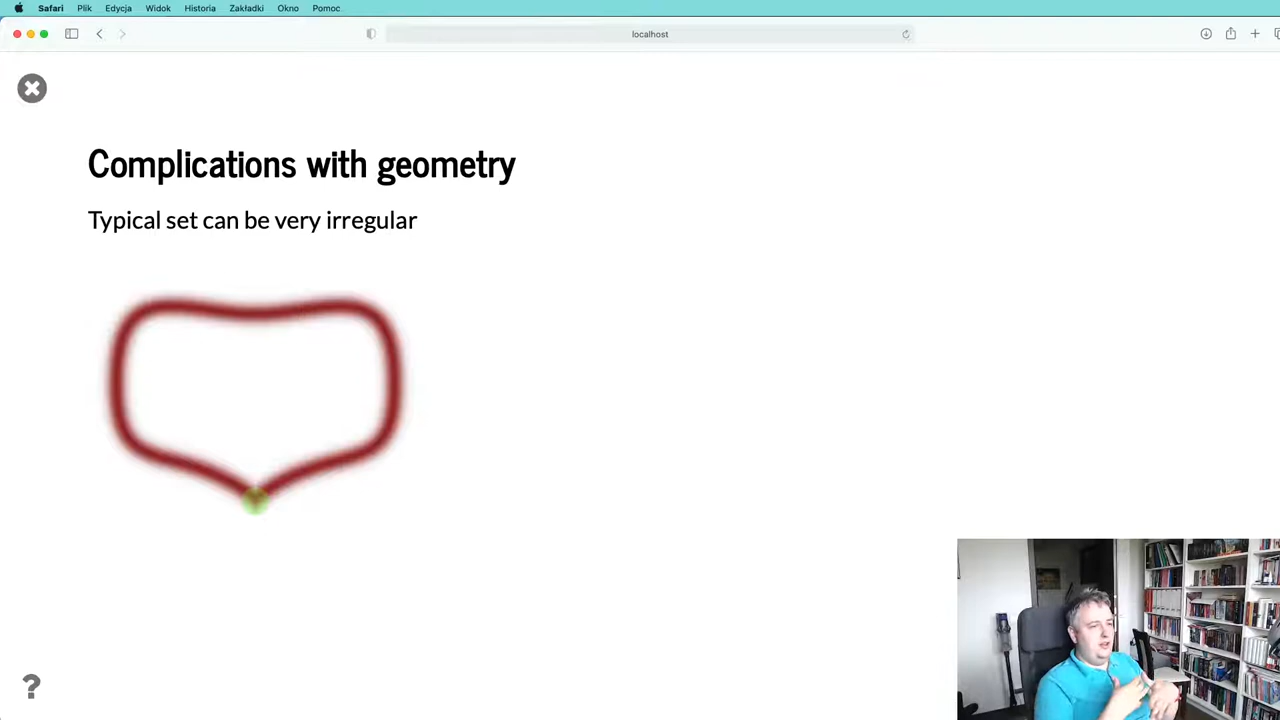 Safari Plik Edycja Widok Historia Zakładki Okno Pomoc
localhost
Complications with geometry
Typical set can be very irregular
?